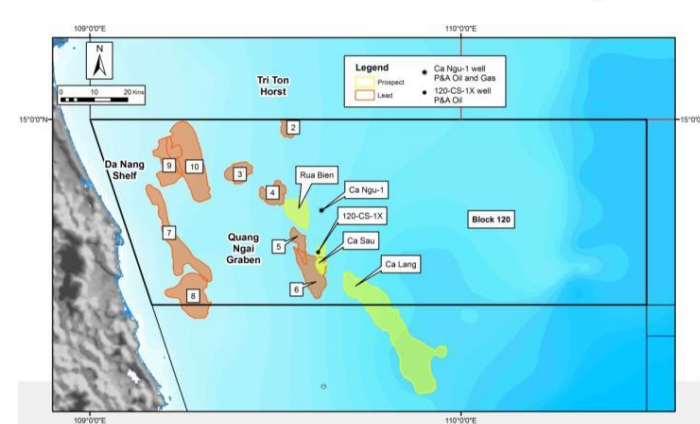 109°0'0"E
110°0'0"E
N
0 10 20 Kms
Tri Ton
Horst
Legend
Prospect
Lead
Ca Ngu-1 well
P&A Oil and Gas
120-CS-1X well
P&A Oil
15°0'0"N
15°0'0
2
Da Nang
Shelf
9
10
3
4
Rua Bien
Ca Ngu-1
120-CS-1X
Ca Sau
Ca Lang
Block 120
7
Quang
Ngai
Graben
5
6
8
109°0'0"E
110°0'0"E